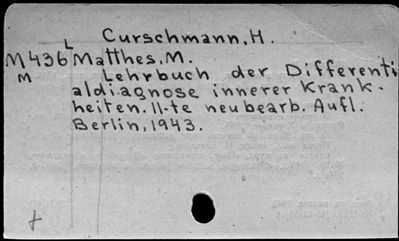 Curschmann, H.
L
M436 Matthes, M.
M Lehrbuch der Differenti
aldiagnose innerer Krank-
heiten. 11-te neubearb. Aufl.
Berlin, 1943.